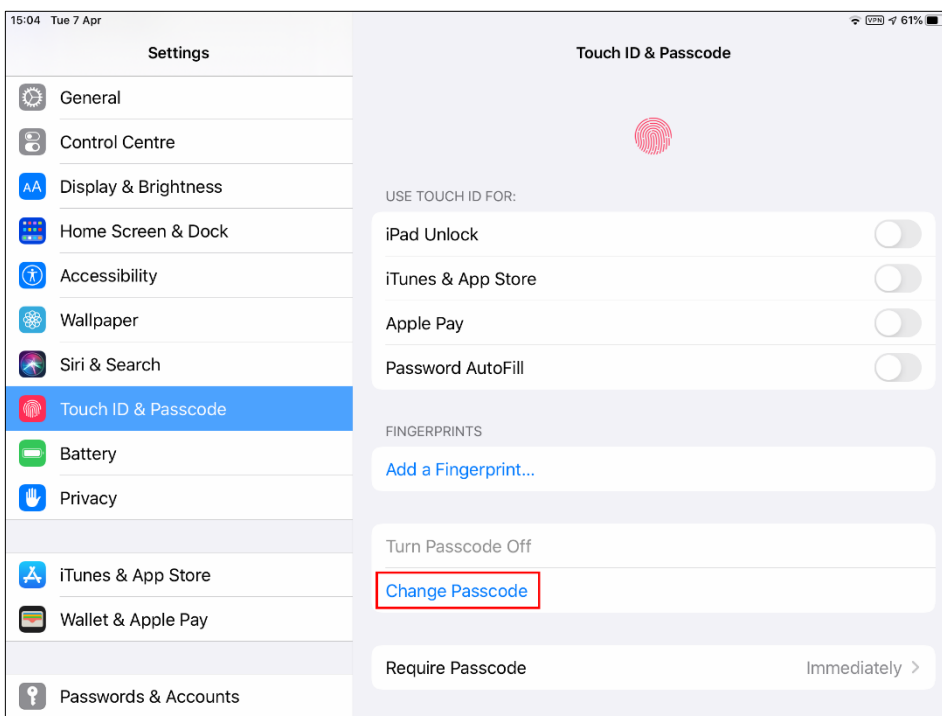 15:04 Tue 7 Apr
VPN 61%
Settings
General
Control Centre
AA Display & Brightness
Home Screen & Dock
Accessibility
Wallpaper
Siri & Search
Touch ID & Passcode
Battery
Privacy
iTunes & App Store
Wallet & Apple Pay
Passwords & Accounts
Touch ID & Passcode
USE TOUCH ID FOR:
iPad Unlock
iTunes & App Store
Apple Pay
Password AutoFill
FINGERPRINTS
Add a Fingerprint...
Turn Passcode Off
Change Passcode
Require Passcode Immediately